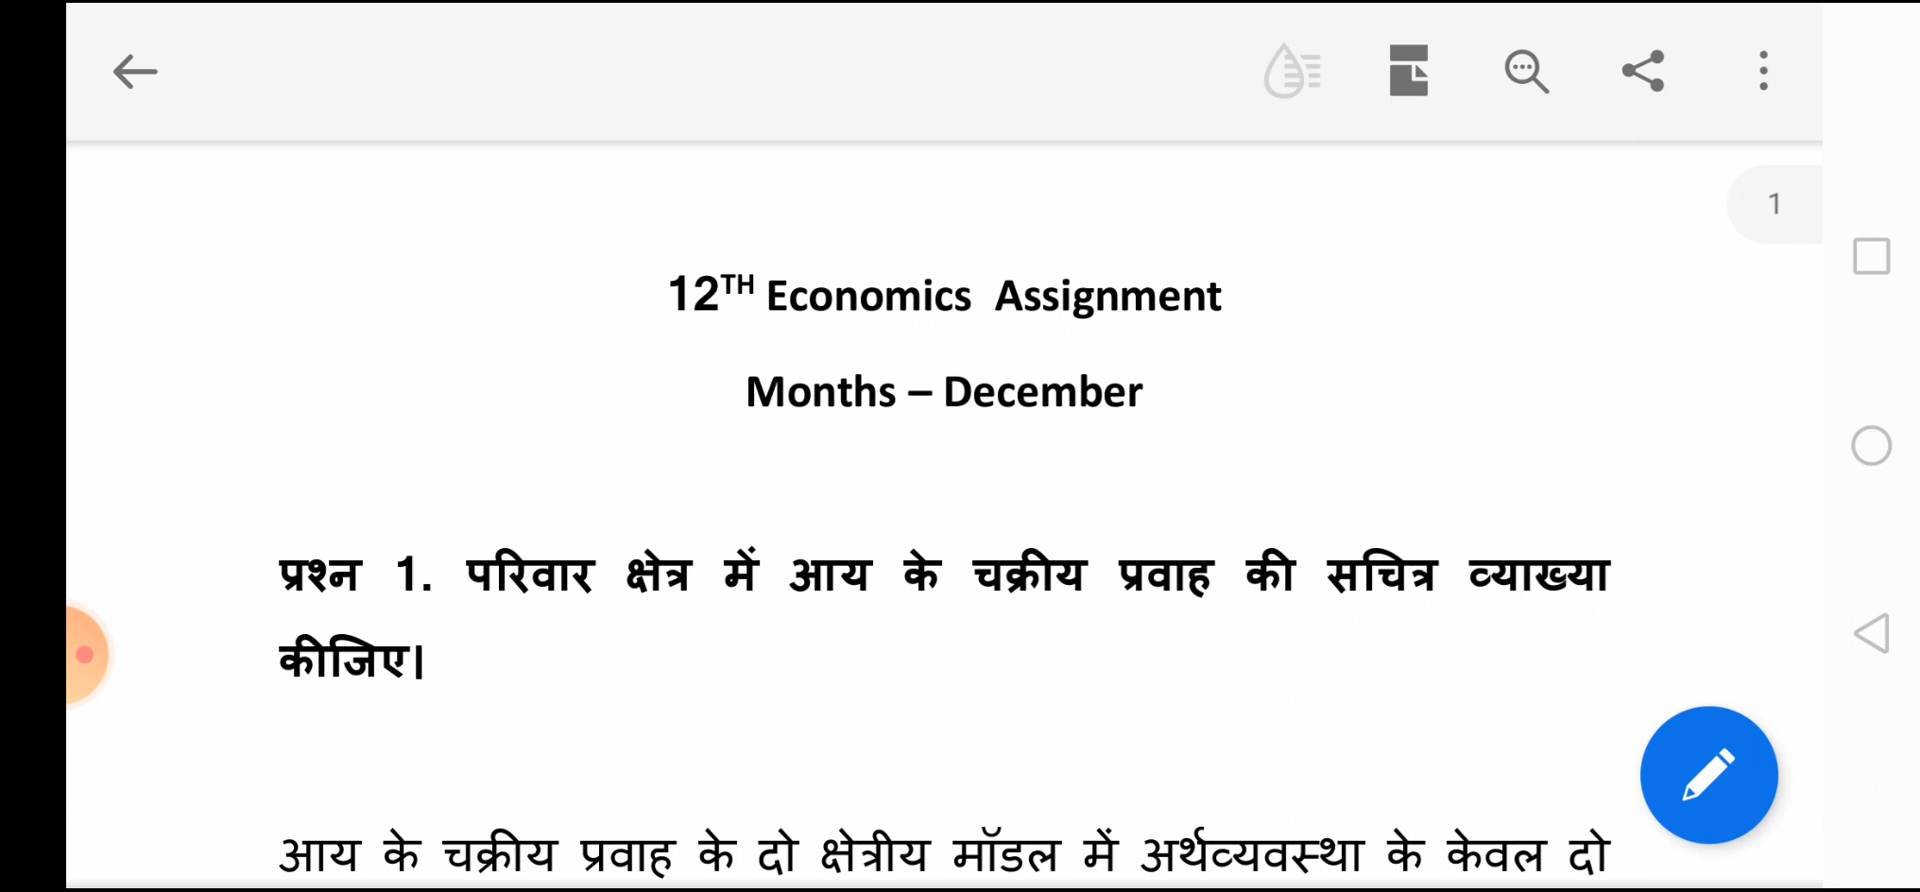 1
12TH Economics Assignment
Months – December
प्रश्न 1. परिवार क्षेत्र में आय के चक्रीय प्रवाह की सचित्र व्याख्या
कीजिए।
आय के चक्रीय प्रवाह के दो क्षेत्रीय मॉडल में अर्थव्यवस्था के केवल दो